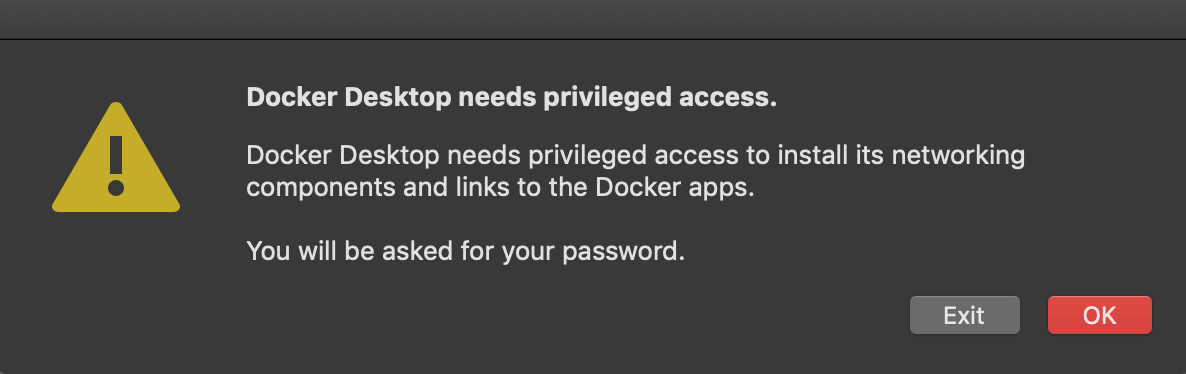 Docker Desktop needs privileged access.
Docker Desktop needs privileged access to install its networking
components and links to the Docker apps.
You will be asked for your password.
Exit
OK